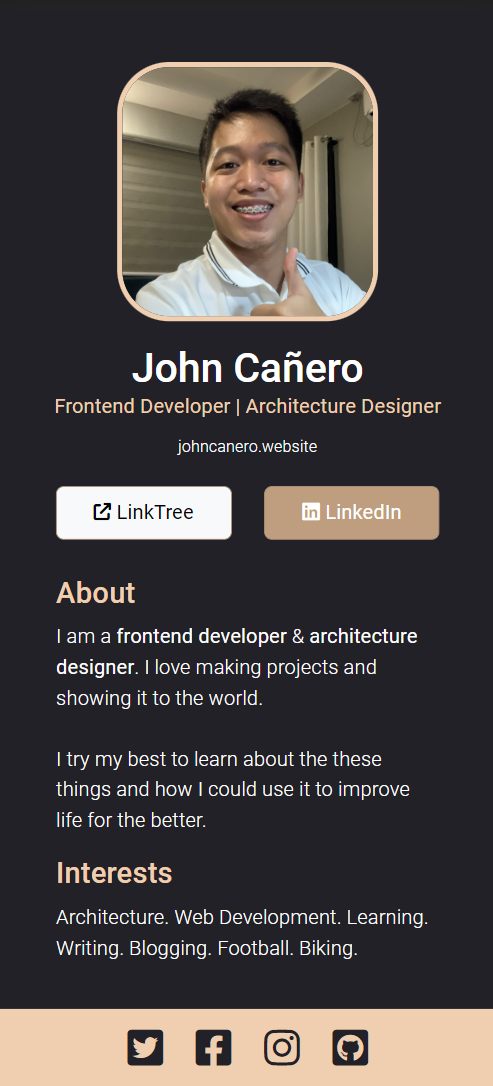 John Cañero
Frontend Developer | Architecture Designer
johncanero.website
LinkTree
LinkedIn
About
I am a frontend developer & architecture
designer. I love making projects and
showing it to the world.
I try my best to learn about the these
things and how I could use it to improve
life for the better.
Interests
Architecture. Web Development. Learning.
Writing. Blogging. Football. Biking.